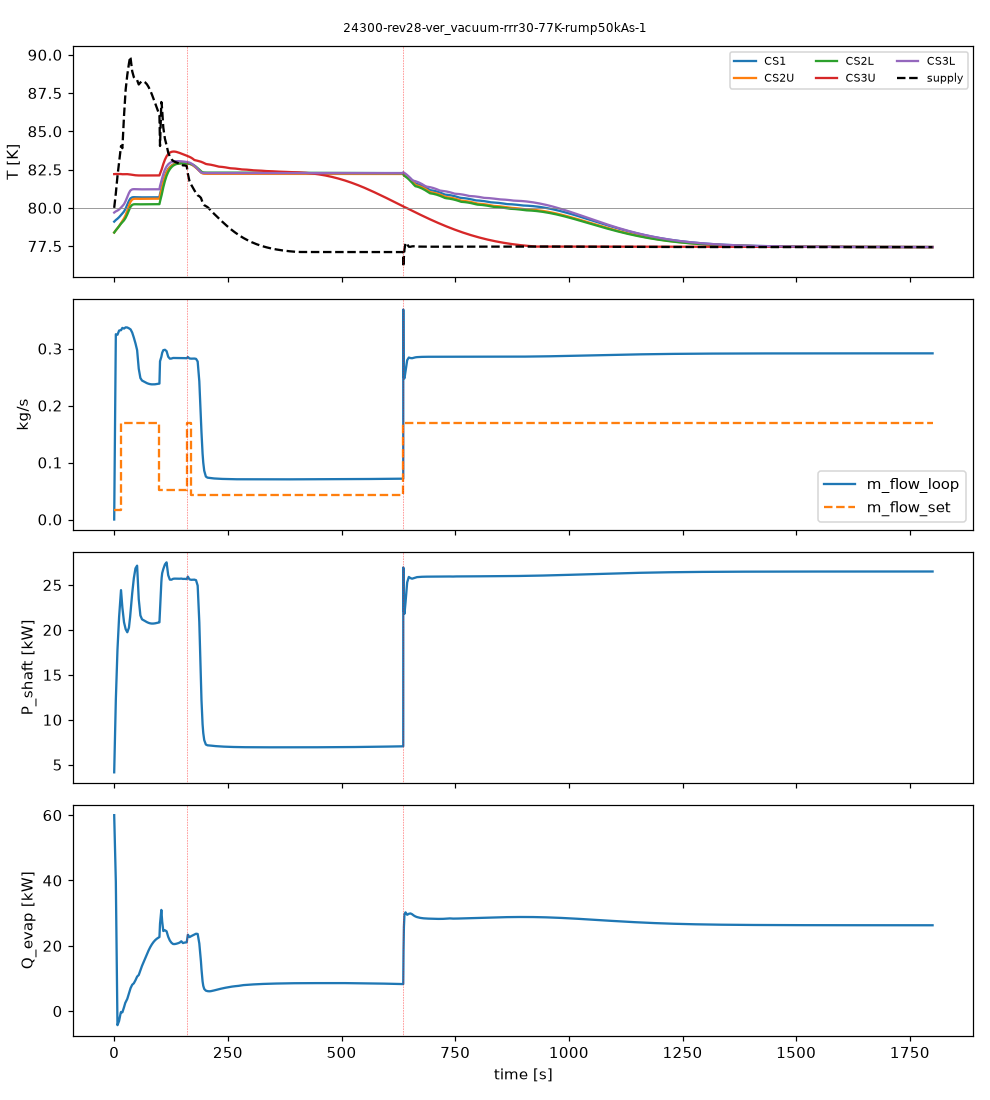 24300-rev28-ver_vacuum-rrr30-77K-rump50kAs-1
T [K]
90.0
87.5
85.0
82.5
80.0
77.5
CS1 CS2L CS3L
CS2U CS3U supply
kg/s
0.3
0.2
0.1
0.0
m_flow_loop
m_flow_set
P_shaft [kW]
25
20
15
10
5
Q_evap [kW]
60
40
20
0
0 250 500 750 1000 1250 1500 1750
time [s]